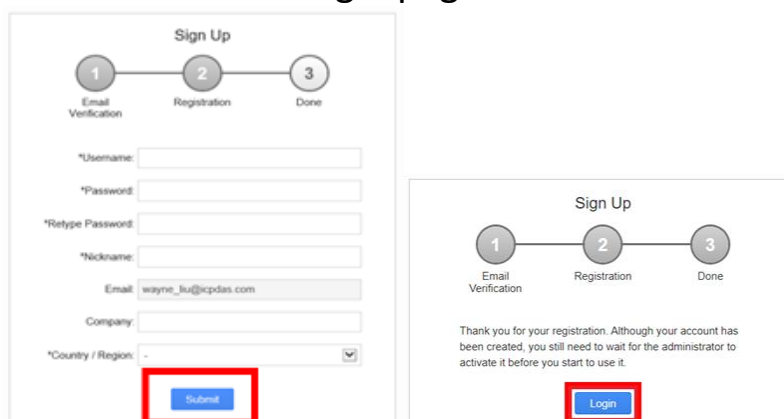 Sign Up
1
2
3
Email
Verification
Registration
Done
*Username:
*Password:
*Retype Password:
*Nickname:
Email: wayne_liu@icpdas.com
Company:
*Country / Region: -
Submit
Sign Up
1
2
3
Email
Verification
Registration
Done
Thank you for your registration. Although your account has
been created, you still need to wait for the administrator to
activate it before you start to use it.
Login